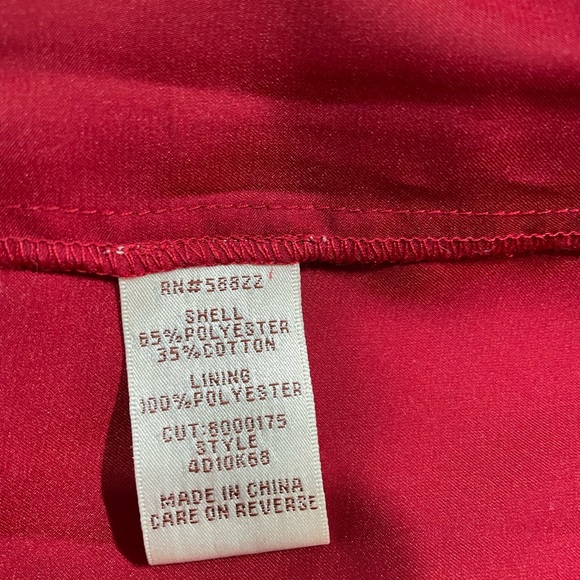 RN#58822
SHELL
65%POLYESTER
35%COTTON
LINING
100%POLYESTER
CUT:8000175
STYLE
4D10K68
MADE IN CHINA
CARE ON REVERSE